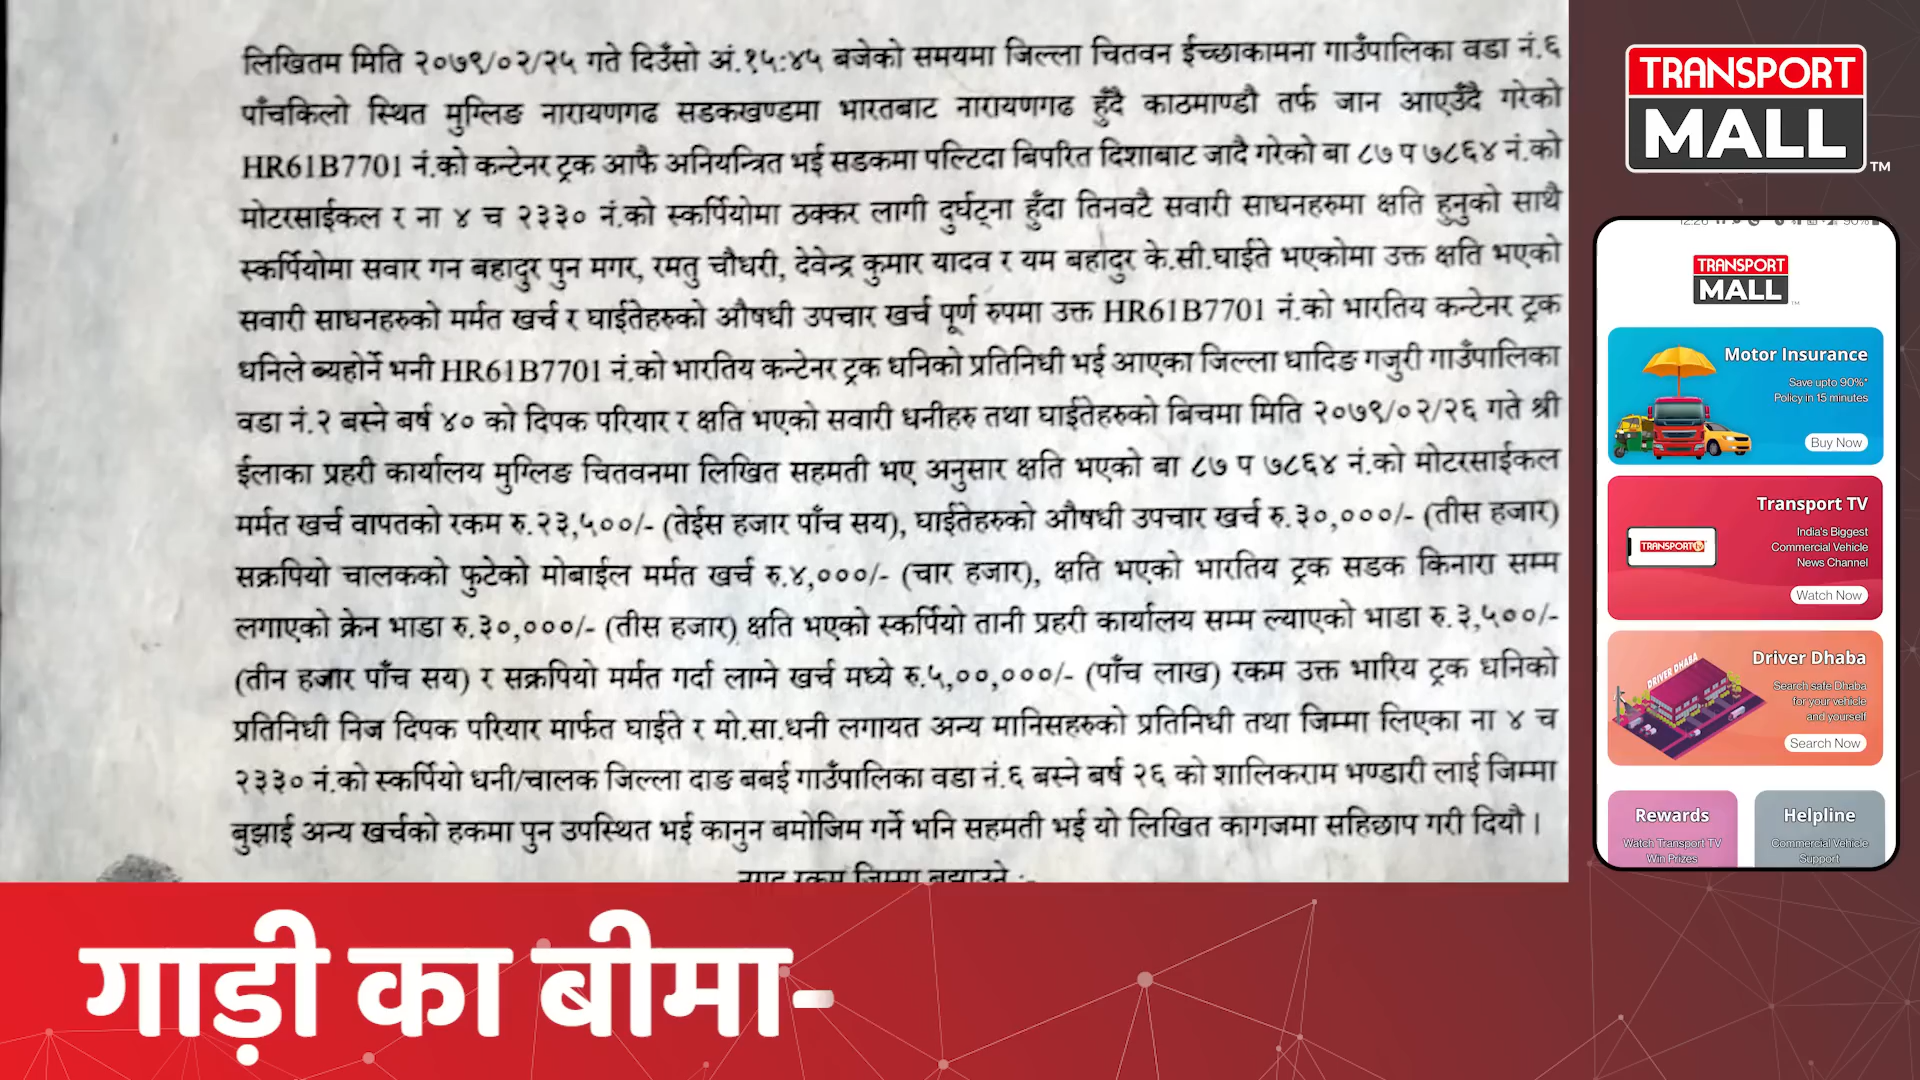 लिखितम मिति २०७९/०२/२५ गते दिउँसो अं.१५:४५ बजेको समयमा जिल्ला चितवन ईच्छाकामना गाउँपालिका वडा नं.६
पाँचकिलो स्थित मुग्लिङ नारायणगढ सडकखण्डमा भारतबाट नारायणगढ हुँदै काठमाण्डौ तर्फ जान आएउँदै गरेको
HR61B7701 नं.को कन्टेनर ट्रक आफै अनियन्त्रित भई सडकमा पल्टिदा बिपरित दिशाबाट जादै गरेको बा ८७ प ७८६४ नं.को
मोटरसाईकल र ना ४ च २३३० नं.को स्कर्पियोमा ठक्कर लागी दुर्घट्ना हुँदा तिनवटै सवारी साधनहरुमा क्षति हुनुको साथै
स्कर्पियोमा सवार गन बहादुर पुन मगर, रमतु चौधरी, देवेन्द्र कुमार यादव र यम बहादुर के.सी.घाईते भएकोमा उक्त क्षति भएको
सवारी साधनहरुको मर्मत खर्च र घाईतेहरुको औषधी उपचार खर्च पूर्ण रुपमा उक्त HR61B7701 नं.को भारतिय कन्टेनर ट्रक
धनिले ब्यहोर्ने भनी HR61B7701 नं.को भारतिय कन्टेनर ट्रक धनिको प्रतिनिधी भई आएका जिल्ला धादिङ गजुरी गाउँपालिका
वडा नं.२ बस्ने बर्ष ४० को दिपक परियार र क्षति भएको सवारी धनीहरु तथा घाईतेहरुको बिचमा मिति २०७९/०२/२६ गते श्री
ईलाका प्रहरी कार्यालय मुग्लिङ चितवनमा लिखित सहमती भए अनुसार क्षति भएको बा ८७ प ७८६४ नं.को मोटरसाईकल
मर्मत खर्च वापतको रकम रु.२३,५००/- (तेईस हजार पाँच सय), घाईतेहरुको औषधी उपचार खर्च रु.३०,०००/- (तीस हजार)
सक्रपियो चालकको फुटेको मोबाईल मर्मत खर्च रु.४,०००/- (चार हजार), क्षति भएको भारतिय ट्रक सडक किनारा सम्म
लगाएको क्रेन भाडा रु.३०,०००/- (तीस हजार) क्षति भएको स्कर्पियो तानी प्रहरी कार्यालय सम्म ल्याएको भाडा रु.३,५००/-
(तीन हजार पाँच सय) र सक्रपियो मर्मत गर्दा लाग्ने खर्च मध्ये रु.५,००,०००/- (पाँच लाख) रकम उक्त भारिय ट्रक धनिको
प्रतिनिधी निज दिपक परियार मार्फत घाईते र मो.सा.धनी लगायत अन्य मानिसहरुको प्रतिनिधी तथा जिम्मा लिएका ना ४ च
२३३० नं.को स्कर्पियो धनी/चालक जिल्ला दाङ बबई गाउँपालिका वडा नं.६ बस्ने बर्ष २६ को शालिकराम भण्डारी लाई जिम्मा
बुझाई अन्य खर्चको हकमा पुन उपस्थित भई कानुन बमोजिम गर्ने भनि सहमती भई यो लिखित कागजमा सहिछाप गरी दियौ ।
गाड़ी का बीमा-
TRANSPORT
MALL
TM
TRANSPORT
MALL
Motor Insurance
Save upto 90%*
Policy in 15 minutes
Buy Now
Transport TV
India's Biggest
Commercial Vehicle
News Channel
TRANSPORT
Watch Now
DRIVER DHABA
Driver Dhaba
Search safe Dhaba
for your vehicle
and yourself
Search Now
Rewards
Watch Transport TV
Win Prizes
Helpline
Commercial Vehicle
Support